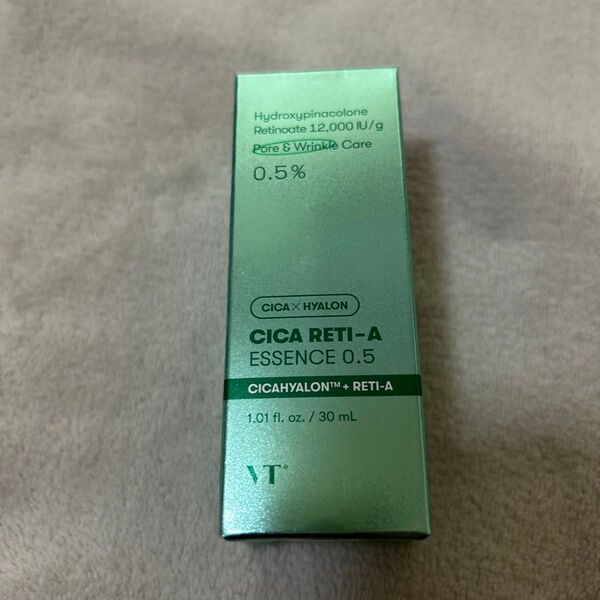 Hydroxypinacolone
Retinoate 12,000 IU/g
Pore & Wrinkle Care
0.5%
CICA × HYALON
CICA RETI-A
ESSENCE 0.5
CICAHYALON™ + RETI-A
1.01 fl. oz. / 30 mL
VT